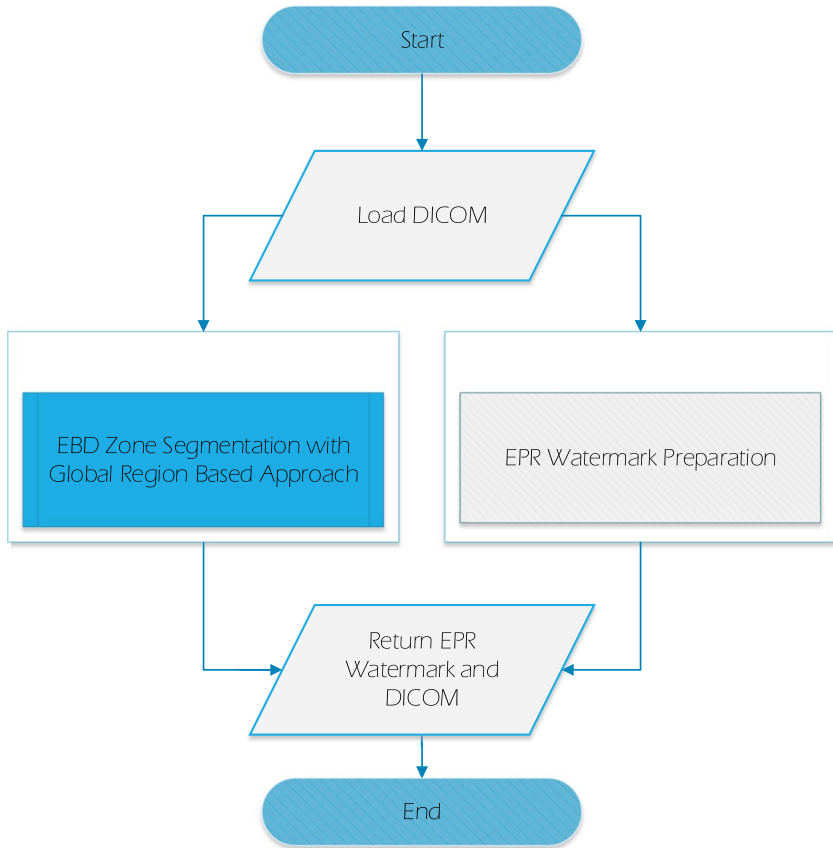 Start
Load DICOM
EBD Zone Segmentation with
Global Region Based Approach
EPR Watermark Preparation
Return EPR
Watermark and
DICOM
End